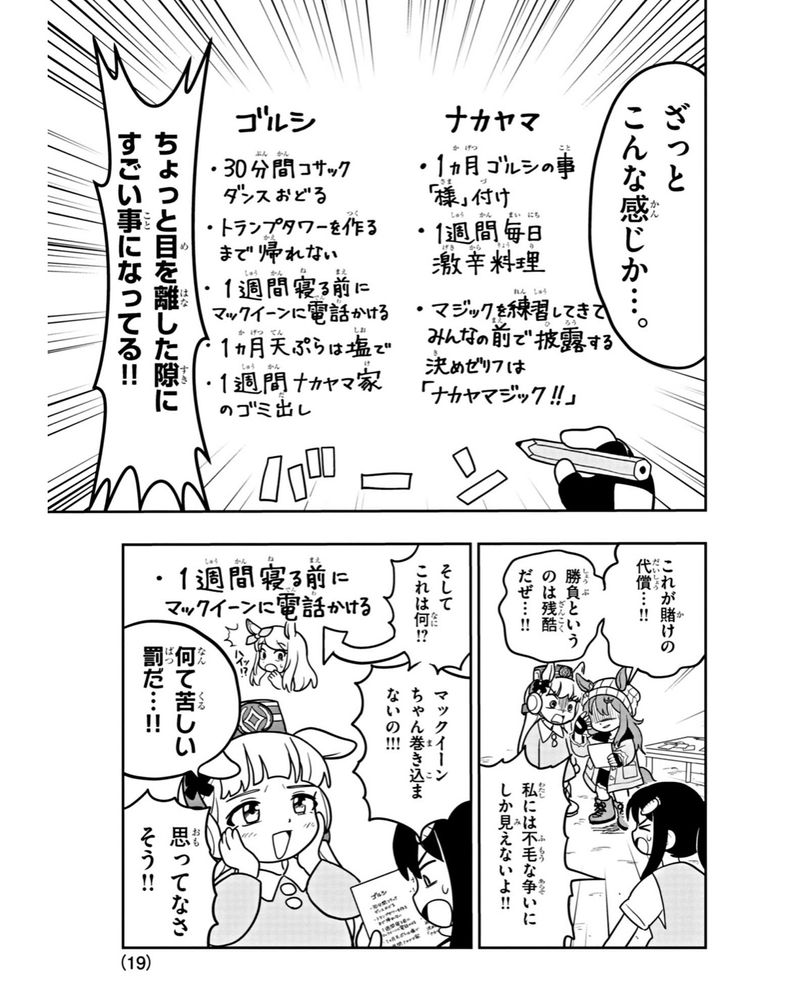 ざっと
こんな感じか…。
ナカヤマ
・1ヵ月ゴルシの事
「様」付け
・1週間毎日
激辛料理
・マジックを練習してきて
みんなの前で披露する
決めゼリフは
「ナカヤマジック!!」
ゴルシ
・30分間コサック
ダンスおどる
・トランプタワーを作る
まで帰れない
・1週間寝る前に
マックイーンに電話かける
・1ヵ月天ぷらは塩で
・1週間ナカヤマ家
のゴミ出し
ちょっと目を離した隙に
すごい事になってる!!
バーン
これが賭けの
代償…!!
勝負という
のは残酷
だぜ…!!
私には不毛な争いに
しか見えないよ!!
そして
これは何!?
・1週間寝る前に
マックイーンに電話かける
ハイッ!?
マックイーン
ちゃん巻き込ま
ないの!!!
何て苦しい
罰だ…!!
思ってなさ
そう!!
ゴルシ
(19)